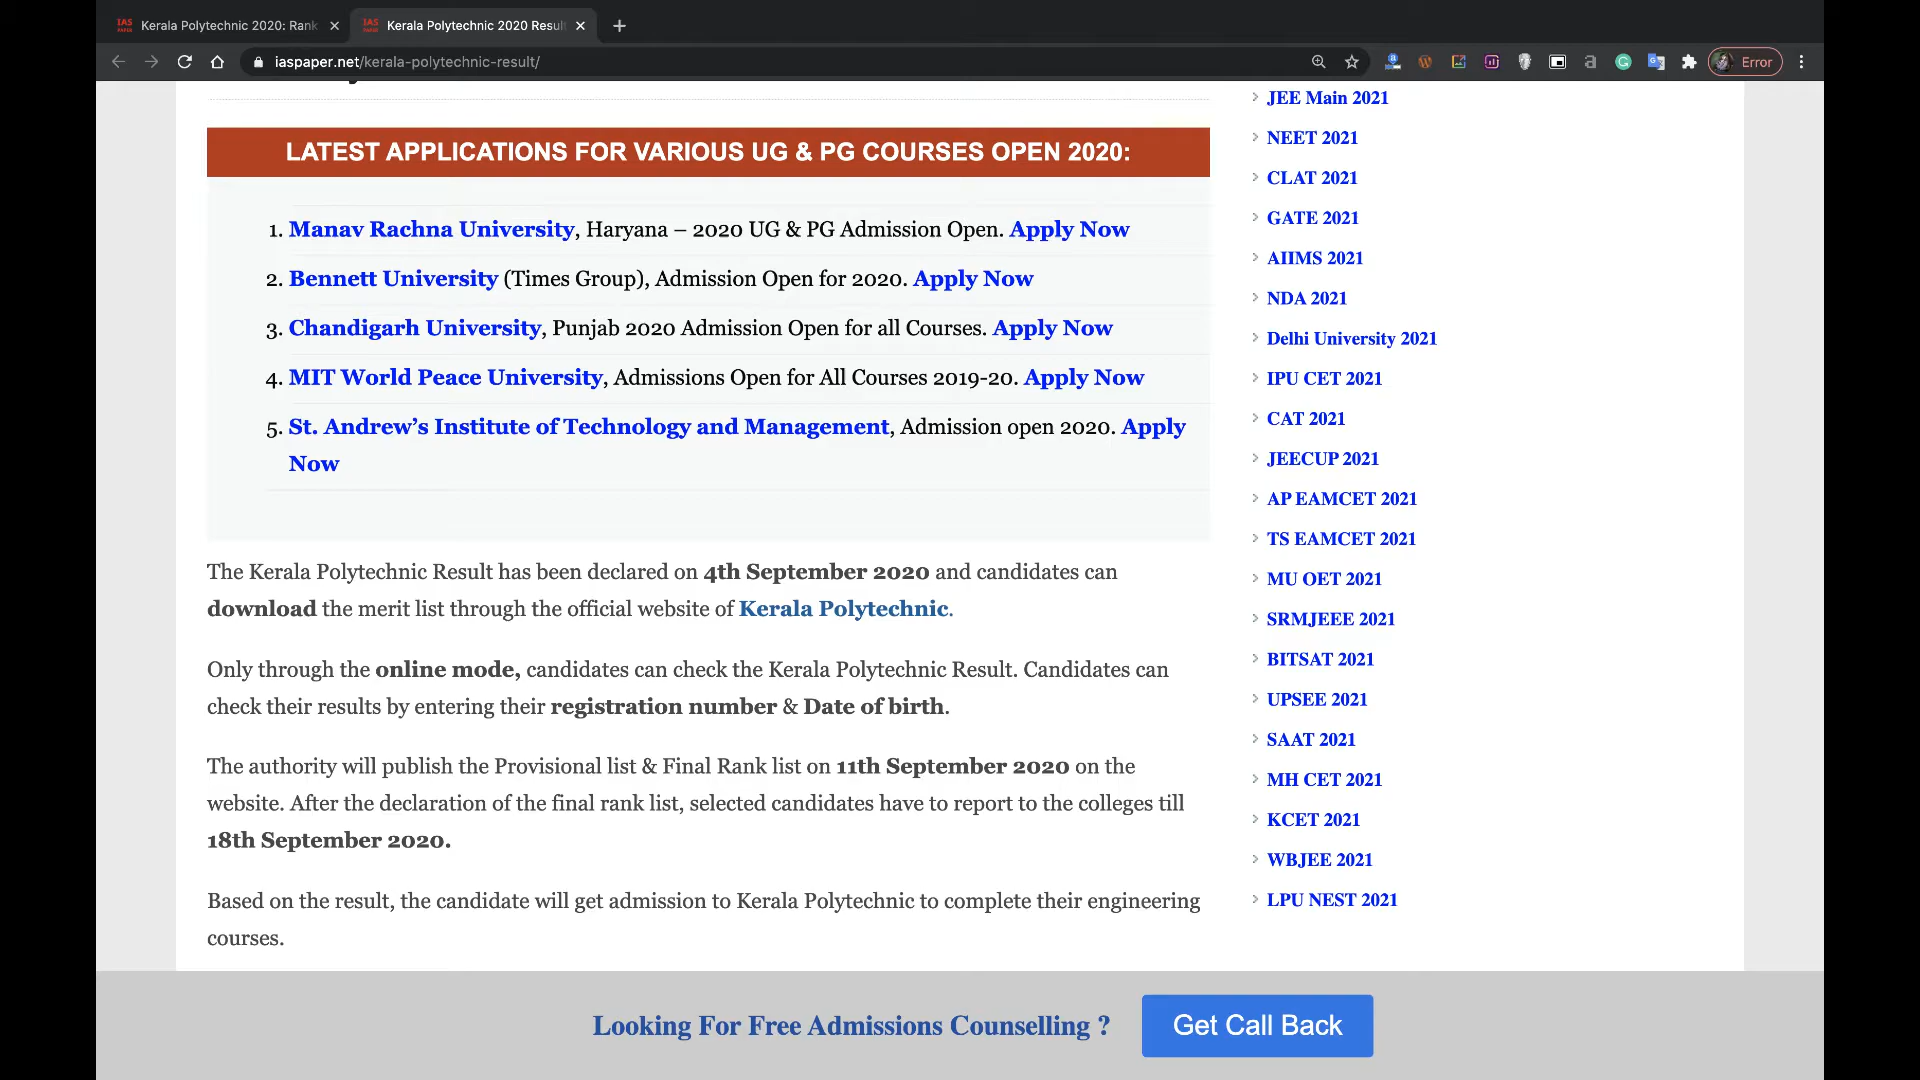 Kerala Polytechnic 2020: Rank
Kerala Polytechnic 2020 Resul
iaspaper.net/kerala-polytechnic-result/
Error
LATEST APPLICATIONS FOR VARIOUS UG & PG COURSES OPEN 2020:
1. Manav Rachna University, Haryana – 2020 UG & PG Admission Open. Apply Now
2. Bennett University (Times Group), Admission Open for 2020. Apply Now
3. Chandigarh University, Punjab 2020 Admission Open for all Courses. Apply Now
4. MIT World Peace University, Admissions Open for All Courses 2019-20. Apply Now
5. St. Andrew’s Institute of Technology and Management, Admission open 2020. Apply
Now
The Kerala Polytechnic Result has been declared on 4th September 2020 and candidates can
download the merit list through the official website of Kerala Polytechnic.
Only through the online mode, candidates can check the Kerala Polytechnic Result. Candidates can
check their results by entering their registration number & Date of birth.
The authority will publish the Provisional list & Final Rank list on 11th September 2020 on the
website. After the declaration of the final rank list, selected candidates have to report to the colleges till
18th September 2020.
Based on the result, the candidate will get admission to Kerala Polytechnic to complete their engineering
courses.
JEE Main 2021
NEET 2021
CLAT 2021
GATE 2021
AIIMS 2021
NDA 2021
Delhi University 2021
IPU CET 2021
CAT 2021
JEECUP 2021
AP EAMCET 2021
TS EAMCET 2021
MU OET 2021
SRMJEEE 2021
BITSAT 2021
UPSEE 2021
SAAT 2021
MH CET 2021
KCET 2021
WBJEE 2021
LPU NEST 2021
Looking For Free Admissions Counselling ?
Get Call Back